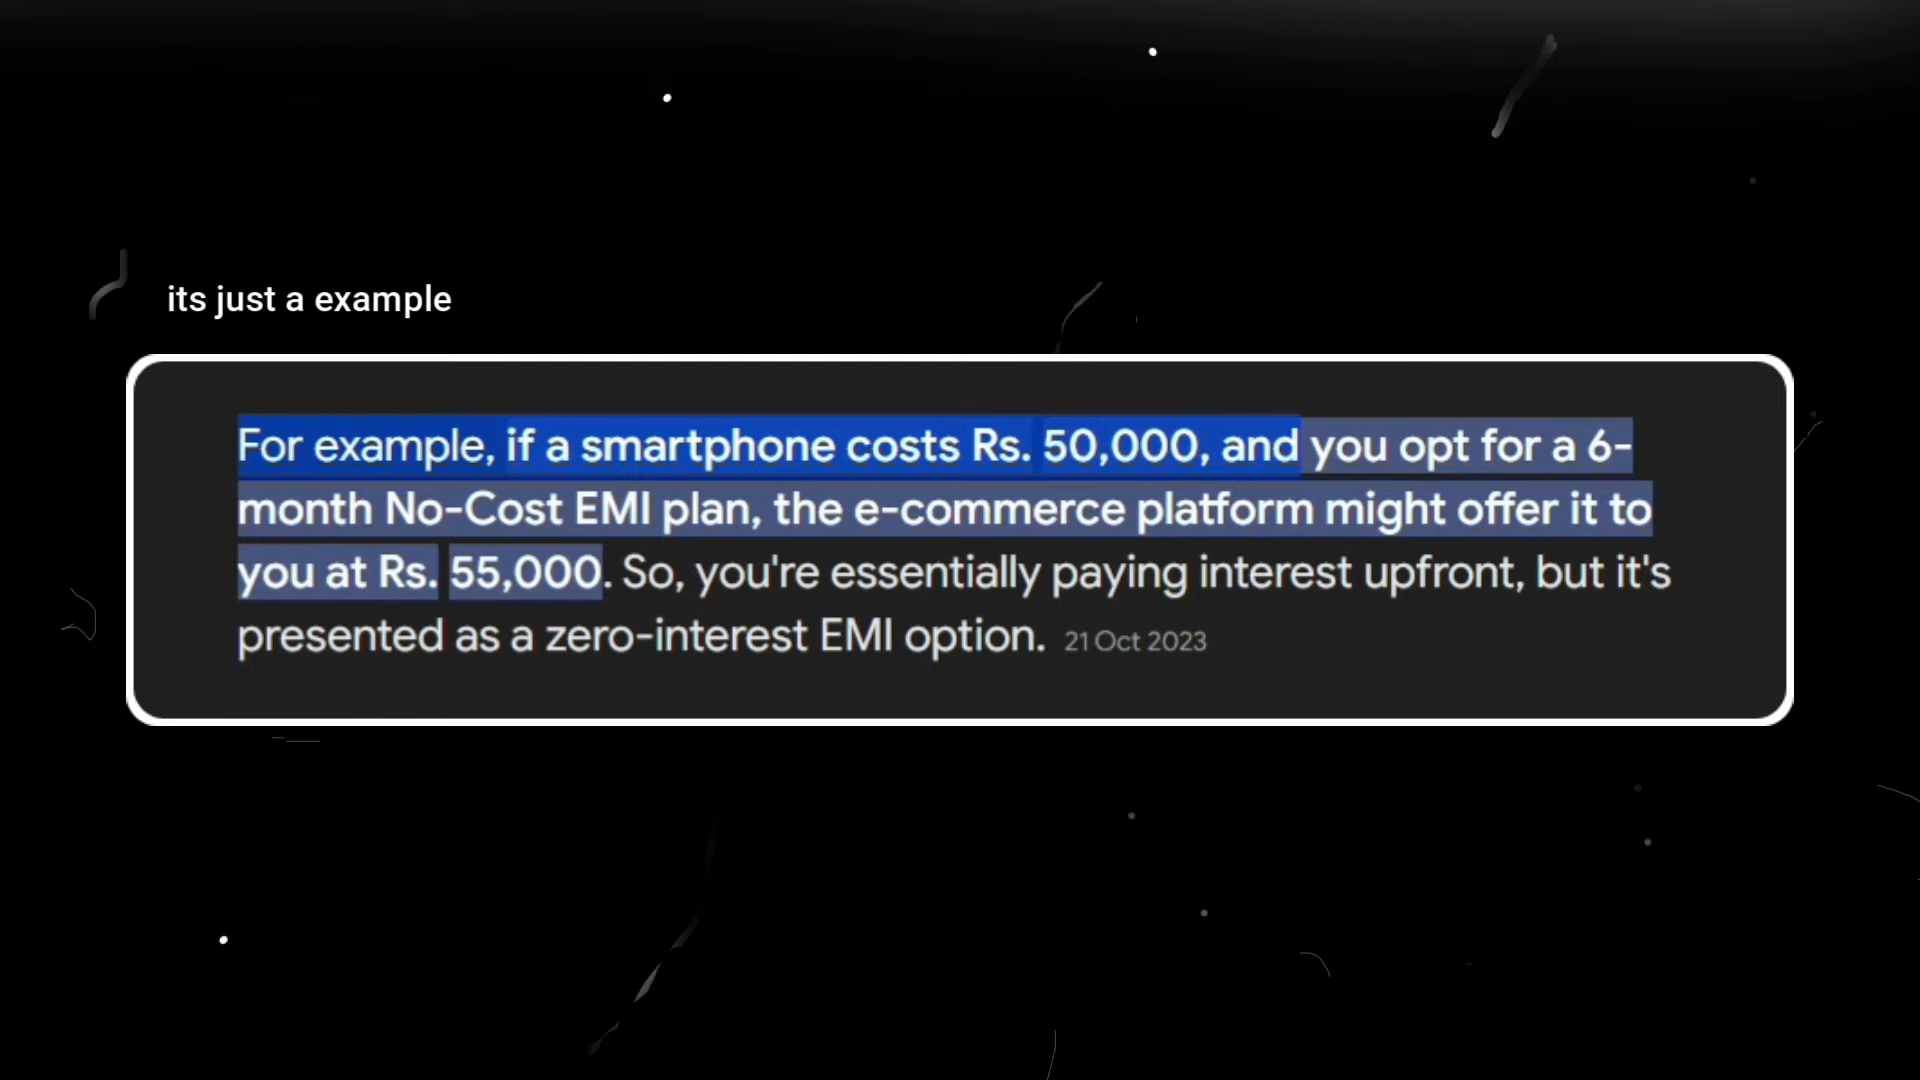 its just a example
For example, if a smartphone costs Rs. 50,000, and you opt for a 6-
month No-Cost EMI plan, the e-commerce platform might offer it to
you at Rs. 55,000. So, you're essentially paying interest upfront, but it's
presented as a zero-interest EMI option. 21 Oct 2023